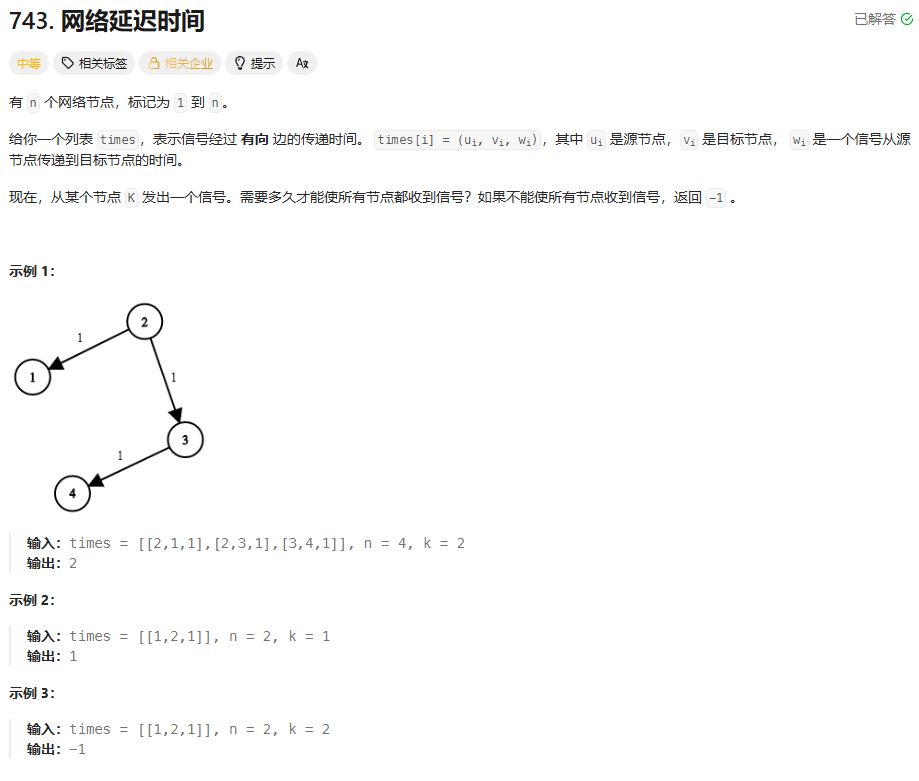 743. 网络延迟时间
已解答
中等 相关标签 相关企业 提示 Aχ
有 n 个网络节点，标记为 1 到 n。
给你一个列表 times，表示信号经过 有向 边的传递时间。 times[i] = (ui, vi, wi)，其中 ui 是源节点，vi 是目标节点， wi 是一个信号从源
节点传递到目标节点的时间。
现在，从某个节点 K 发出一个信号。需要多久才能使所有节点都收到信号？如果不能使所有节点收到信号，返回 -1 。
示例 1：
2
1
1
1
3
1
4
输入：times = [[2,1,1],[2,3,1],[3,4,1]], n = 4, k = 2
输出：2
示例 2：
输入：times = [[1,2,1]], n = 2, k = 1
输出：1
示例 3：
输入：times = [[1,2,1]], n = 2, k = 2
输出：-1